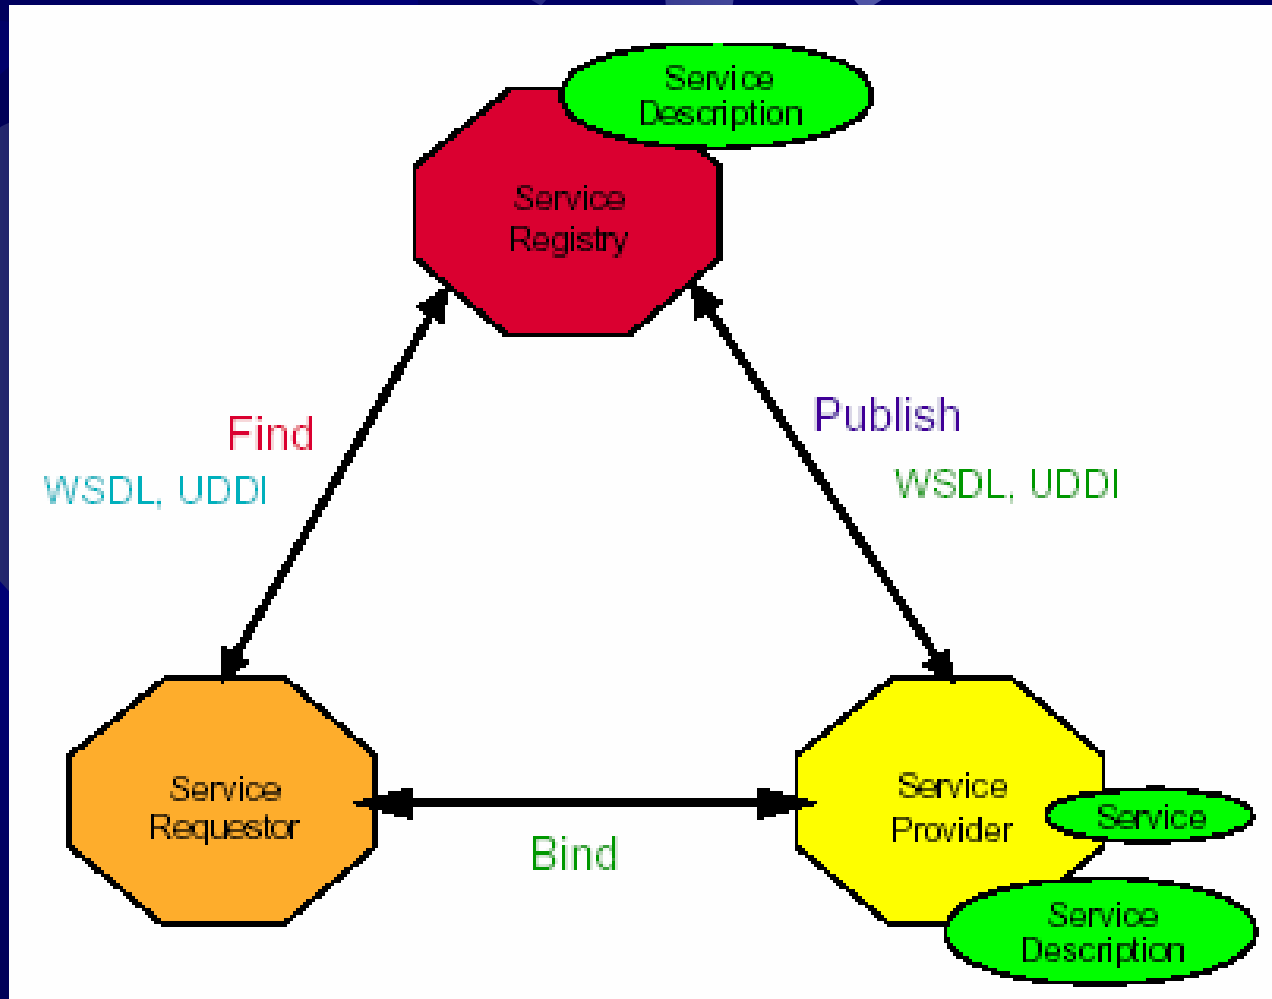 Service
Description
Service
Registry
Find
WSDL, UDDI
Publish
WSDL, UDDI
Service
Requestor
Bind
Service
Provider
Service
Service
Description